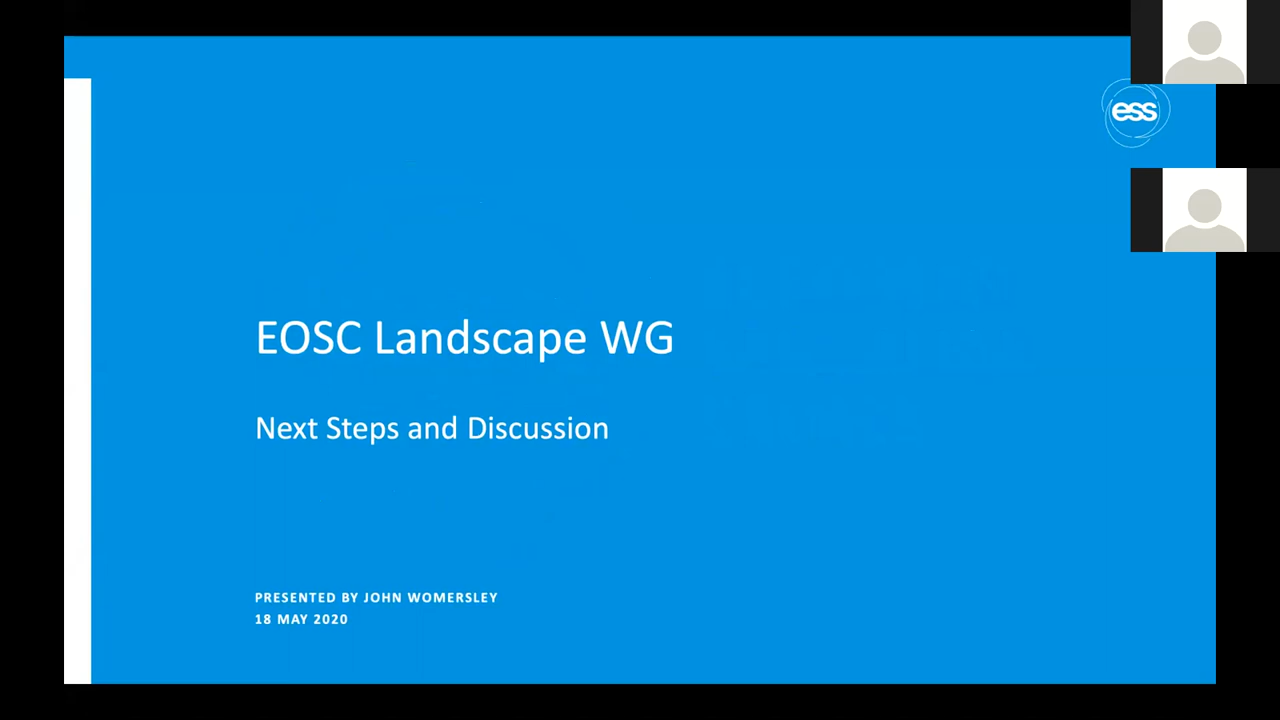 ess
EOSC Landscape WG
Next Steps and Discussion
PRESENTED BY JOHN WOMERSLEY
18 MAY 2020